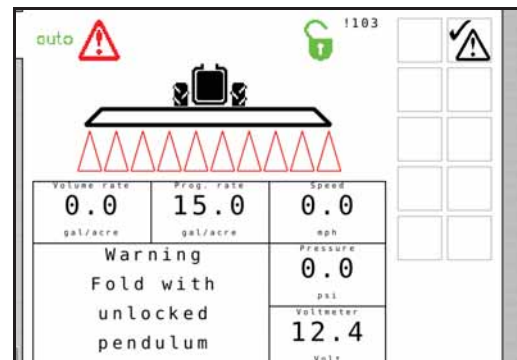 auto
!103
Volume rate
0.0
gal/acre
Prog. rate
15.0
gal/acre
Speed
0.0
mph
Warning
Fold with
unlocked
pendulum
Pressure
0.0
psi
Voltmeter
12.4
Volt